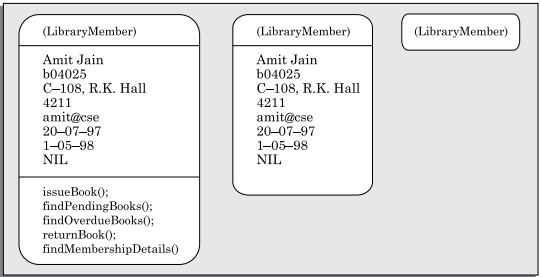 (LibraryMember)
Amit Jain
b04025
C–108, R.K. Hall
4211
amit@cse
20–07–97
1–05–98
NIL
issueBook();
findPendingBooks();
findOverdueBooks();
returnBook();
findMembershipDetails()
(LibraryMember)
Amit Jain
b04025
C–108, R.K. Hall
4211
amit@cse
20–07–97
1–05–98
NIL
(LibraryMember)